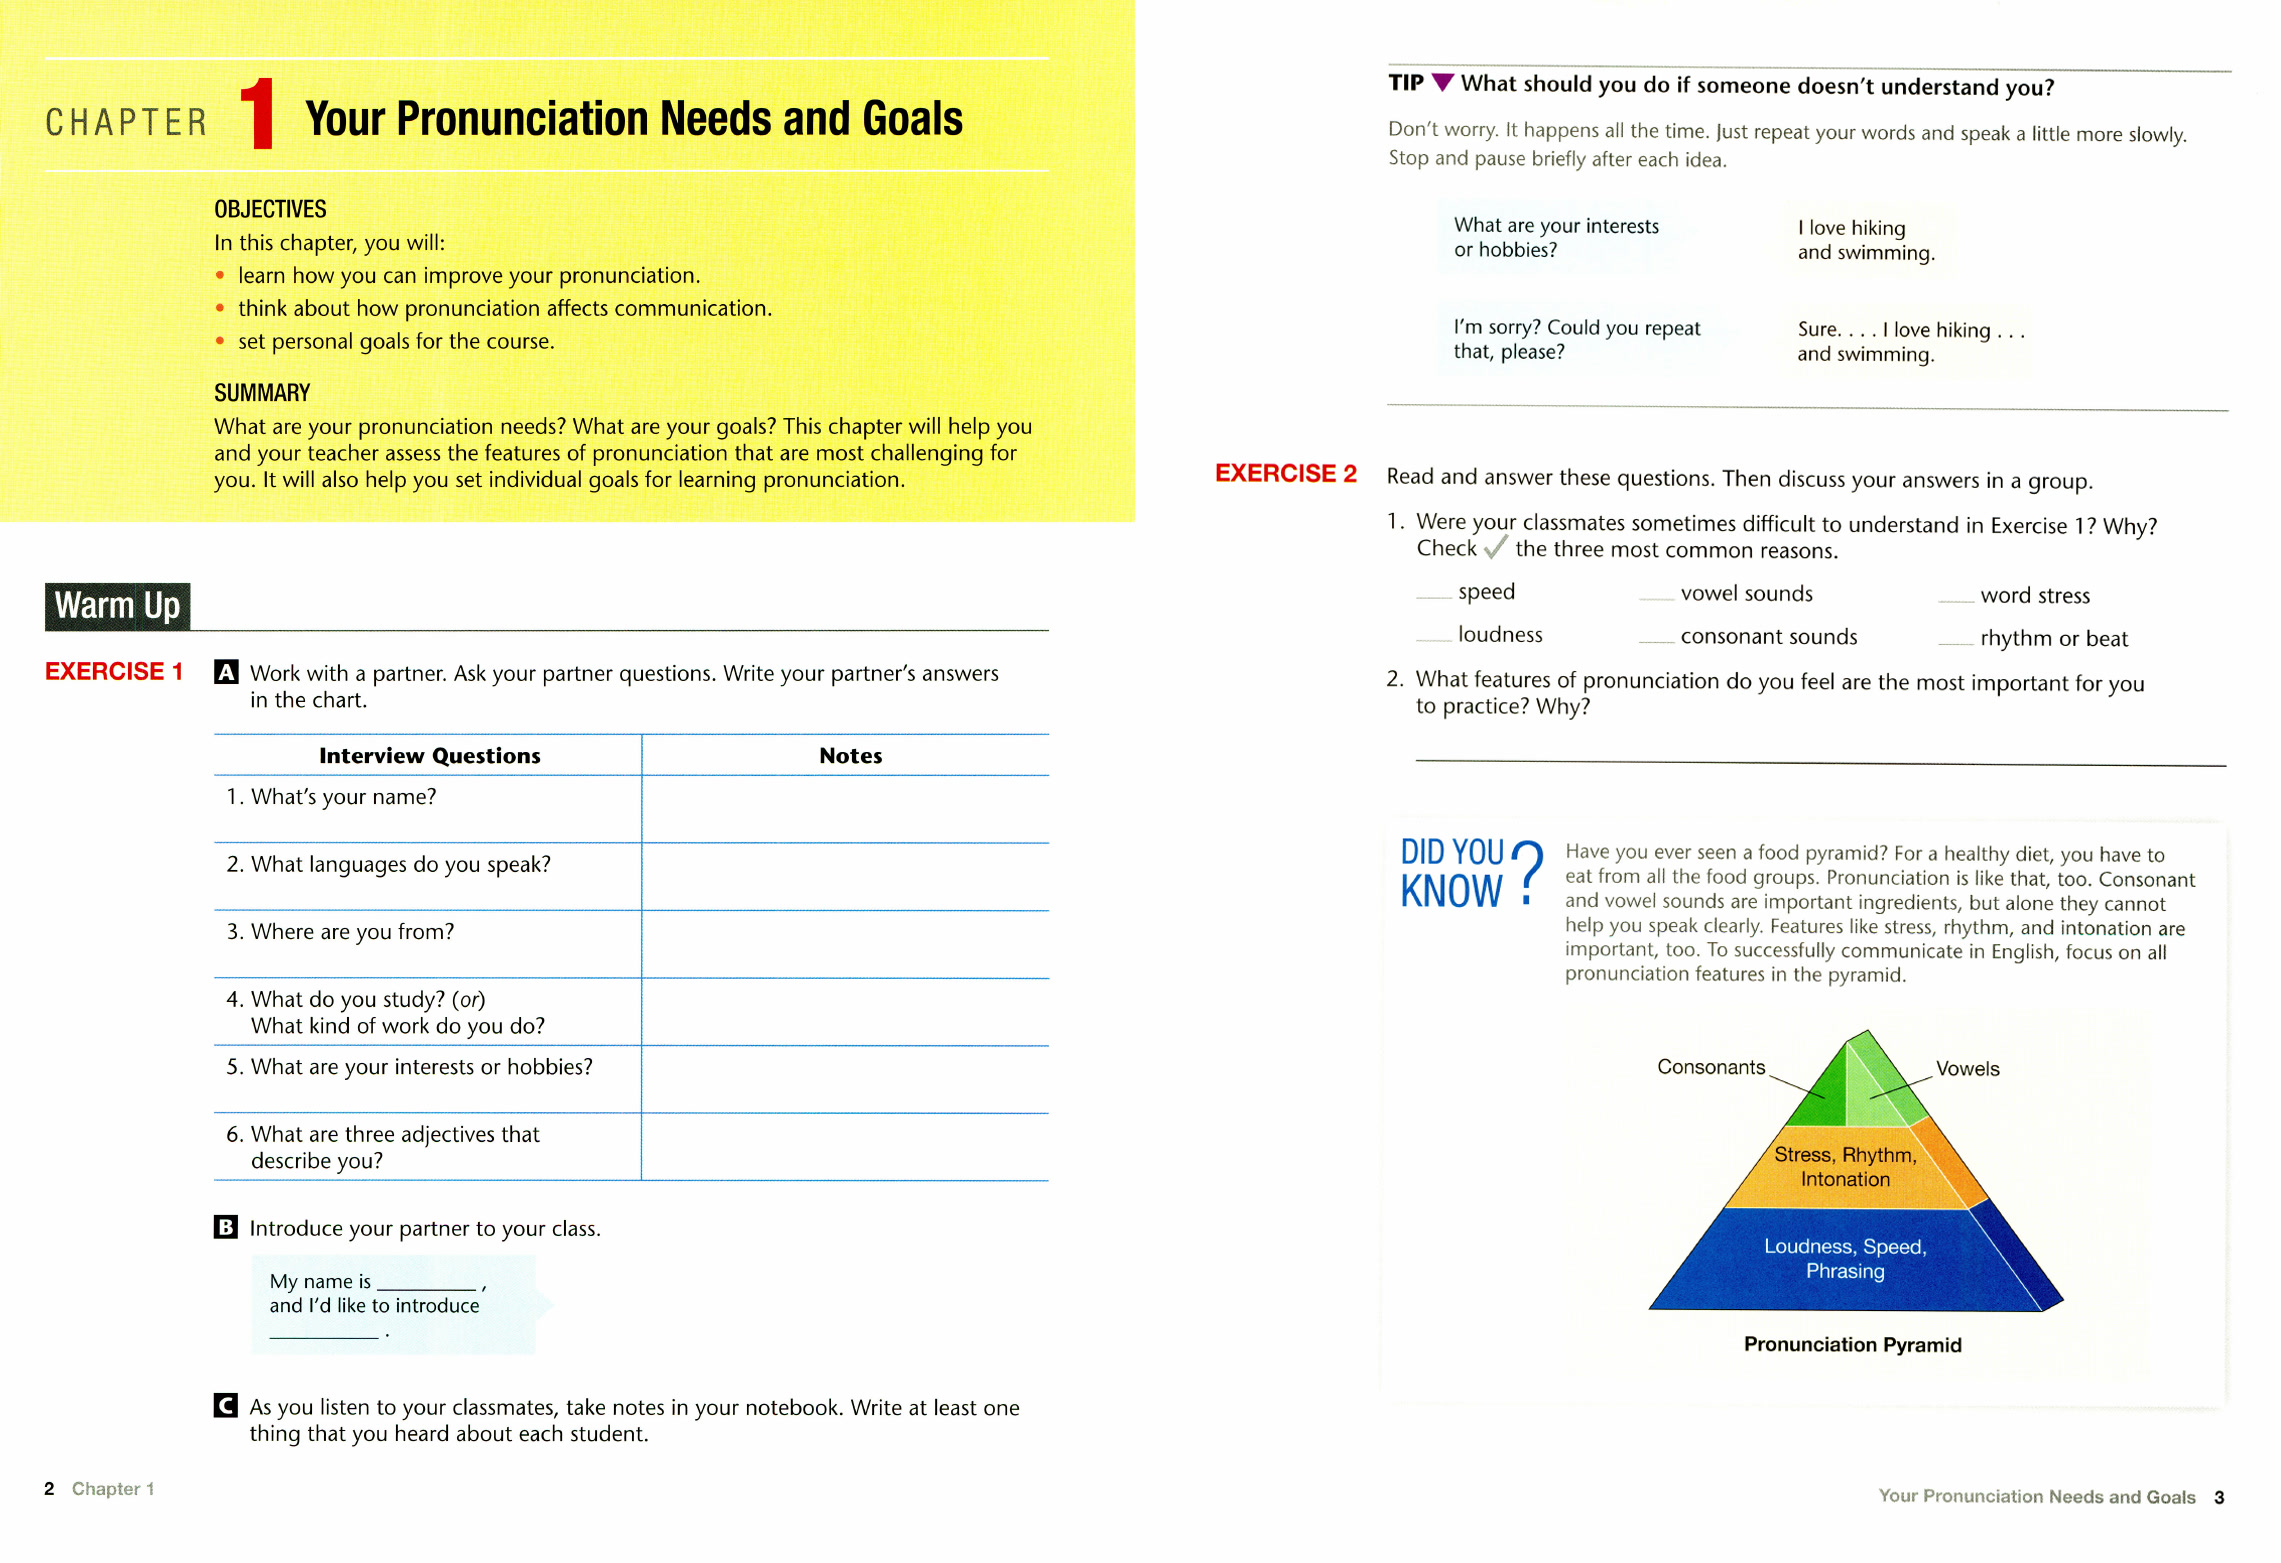 CHAPTER 1 Your Pronunciation Needs and Goals
OBJECTIVES
In this chapter, you will:
• learn how you can improve your pronunciation.
• think about how pronunciation affects communication.
• set personal goals for the course.
SUMMARY
What are your pronunciation needs? What are your goals? This chapter will help you
and your teacher assess the features of pronunciation that are most challenging for
you. It will also help you set individual goals for learning pronunciation.
Warm Up
EXERCISE 1 A Work with a partner. Ask your partner questions. Write your partner's answers
in the chart.
Interview Questions Notes
1. What's your name?
2. What languages do you speak?
3. Where are you from?
4. What do you study? (or)
What kind of work do you do?
5. What are your interests or hobbies?
6. What are three adjectives that
describe you?
B Introduce your partner to your class.
My name is __________ ,
and I'd like to introduce
___________ .
C As you listen to your classmates, take notes in your notebook. Write at least one
thing that you heard about each student.
2 Chapter 1
TIP ▼ What should you do if someone doesn't understand you?
Don't worry. It happens all the time. Just repeat your words and speak a little more slowly.
Stop and pause briefly after each idea.
What are your interests
or hobbies?
I love hiking
and swimming.
I'm sorry? Could you repeat
that, please?
Sure. . . . I love hiking . . .
and swimming.
EXERCISE 2 Read and answer these questions. Then discuss your answers in a group.
1. Were your classmates sometimes difficult to understand in Exercise 1? Why?
Check ✓ the three most common reasons.
___ speed ___ vowel sounds ___ word stress
___ loudness ___ consonant sounds ___ rhythm or beat
2. What features of pronunciation do you feel are the most important for you
to practice? Why?
DID YOU
KNOW ?
Have you ever seen a food pyramid? For a healthy diet, you have to
eat from all the food groups. Pronunciation is like that, too. Consonant
and vowel sounds are important ingredients, but alone they cannot
help you speak clearly. Features like stress, rhythm, and intonation are
important, too. To successfully communicate in English, focus on all
pronunciation features in the pyramid.
Consonants Vowels
Stress, Rhythm,
Intonation
Loudness, Speed,
Phrasing
Pronunciation Pyramid
Your Pronunciation Needs and Goals 3